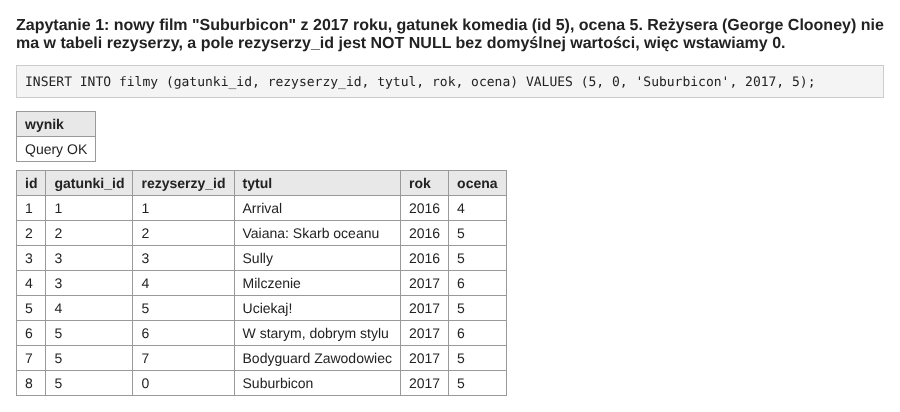 Zapytanie 1: nowy film "Suburbicon" z 2017 roku, gatunek komedia (id 5), ocena 5. Reżysera (George Clooney) nie
ma w tabeli rezyserzy, a pole rezyserzy_id jest NOT NULL bez domyślnej wartości, więc wstawiamy 0.
INSERT INTO filmy (gatunki_id, rezyserzy_id, tytul, rok, ocena) VALUES (5, 0, 'Suburbicon', 2017, 5);
wynik
Query OK
id gatunki_id rezyserzy_id tytul rok ocena
1 1 1 Arrival 2016 4
2 2 2 Vaiana: Skarb oceanu 2016 5
3 3 3 Sully 2016 5
4 3 4 Milczenie 2017 6
5 4 5 Uciekaj! 2017 5
6 5 6 W starym, dobrym stylu 2017 6
7 5 7 Bodyguard Zawodowiec 2017 5
8 5 0 Suburbicon 2017 5